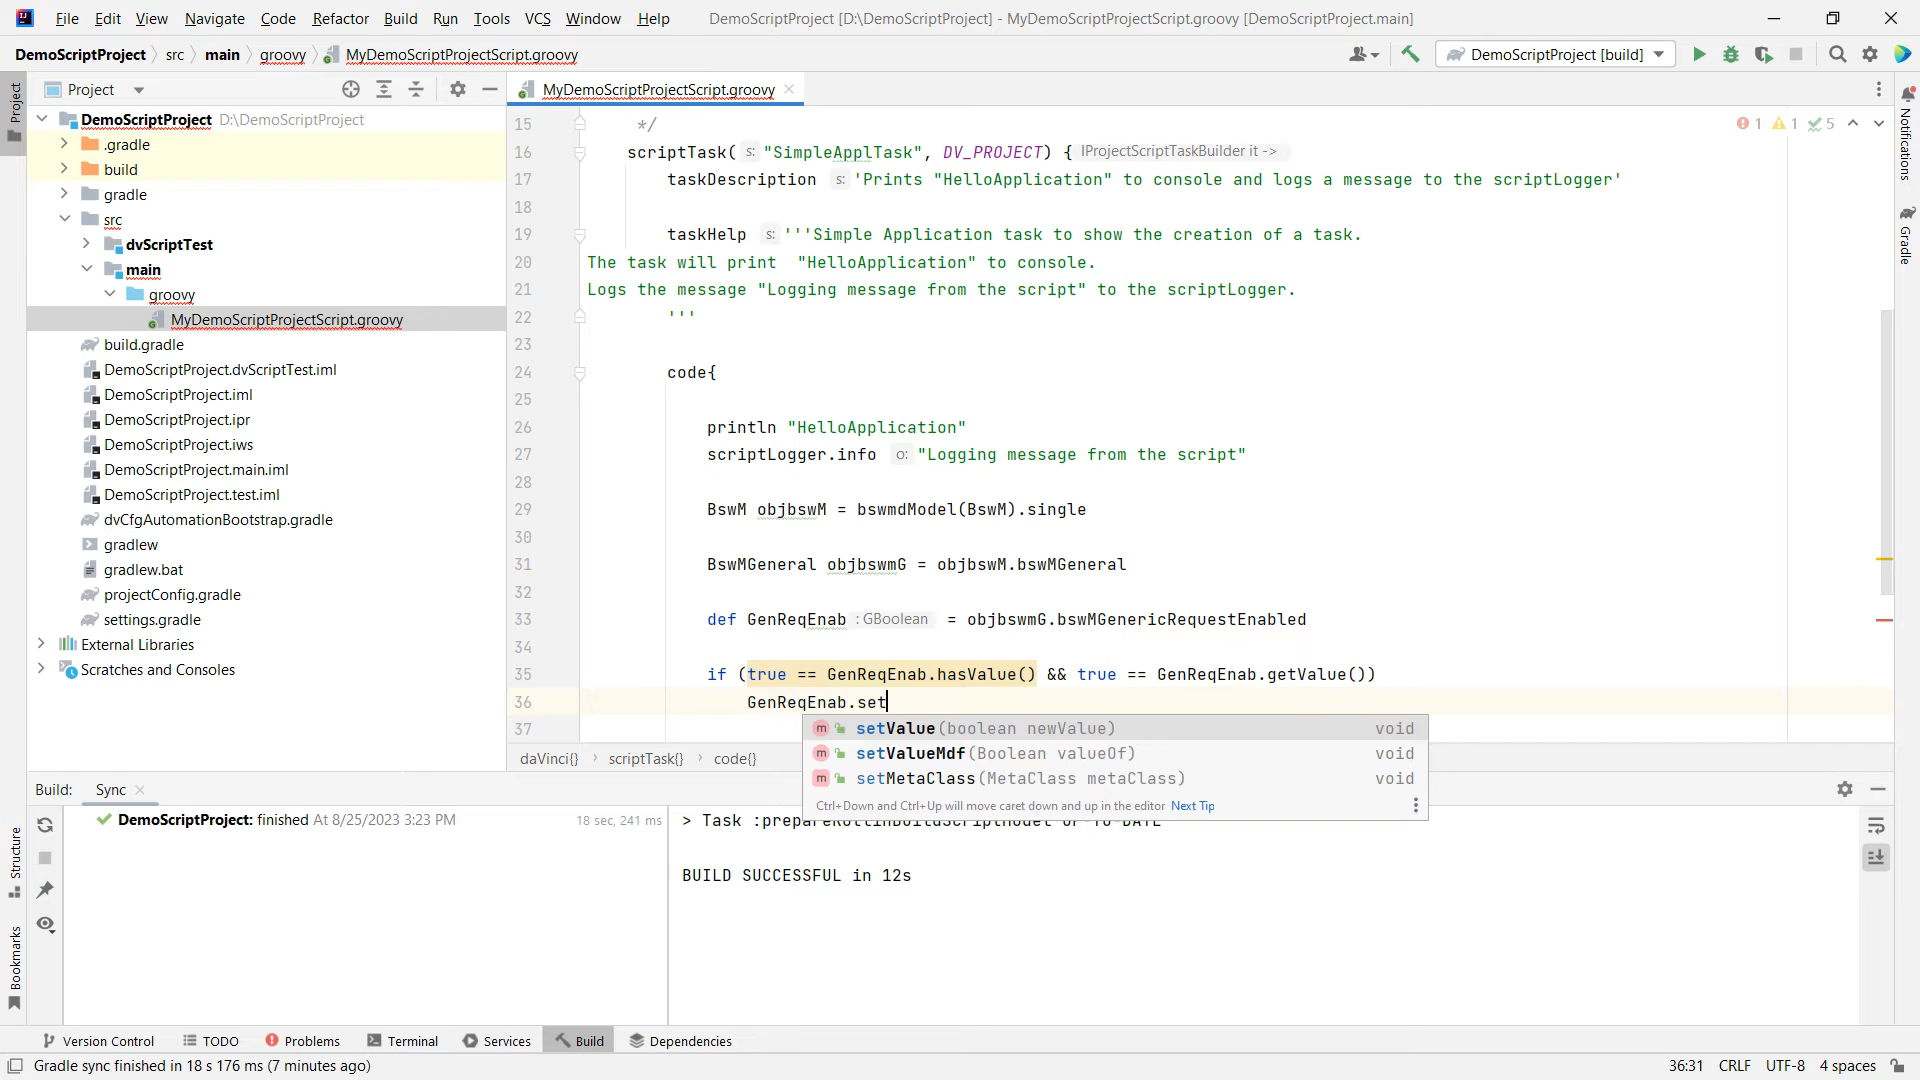 File Edit View Navigate Code Refactor Build Run Tools VCS Window Help DemoScriptProject [D:\DemoScriptProject] - MyDemoScriptProjectScript.groovy [DemoScriptProject.main]
DemoScriptProject src main groovy MyDemoScriptProjectScript.groovy DemoScriptProject [build]
Project
Project
MyDemoScriptProjectScript.groovy
DemoScriptProject D:\DemoScriptProject
.gradle
build
gradle
src
dvScriptTest
main
groovy
MyDemoScriptProjectScript.groovy
build.gradle
DemoScriptProject.dvScriptTest.iml
DemoScriptProject.iml
DemoScriptProject.ipr
DemoScriptProject.iws
DemoScriptProject.main.iml
DemoScriptProject.test.iml
dvCfgAutomationBootstrap.gradle
gradlew
gradlew.bat
projectConfig.gradle
settings.gradle
External Libraries
Scratches and Consoles
1 1 5
15 */
16 scriptTask( s: "SimpleApplTask", DV_PROJECT) { IProjectScriptTaskBuilder it ->
17 taskDescription s: 'Prints "HelloApplication" to console and logs a message to the scriptLogger'
18
19 taskHelp s: '''Simple Application task to show the creation of a task.
20 The task will print  "HelloApplication" to console.
21 Logs the message "Logging message from the script" to the scriptLogger.
22 '''
23
24 code{
25
26 println "HelloApplication"
27 scriptLogger.info o: "Logging message from the script"
28
29 BswM objbswM = bswmdModel(BswM).single
30
31 BswMGeneral objbswmG = objbswM.bswMGeneral
32
33 def GenReqEnab : GBoolean = objbswmG.bswMGenericRequestEnabled
34
35 if (true == GenReqEnab.hasValue() && true == GenReqEnab.getValue())
36 GenReqEnab.set
37
setValue(boolean newValue) void
setValueMdf(Boolean valueOf) void
setMetaClass(MetaClass metaClass) void
Ctrl+Down and Ctrl+Up will move caret down and up in the editor Next Tip
daVinci{} scriptTask{} code{}
Notifications
Gradle
Build: Sync
DemoScriptProject: finished At 8/25/2023 3:23 PM 18 sec, 241 ms
BUILD SUCCESSFUL in 12s
Structure
Bookmarks
Version Control TODO Problems Terminal Services Build Dependencies
Gradle sync finished in 18 s 176 ms (7 minutes ago) 36:31 CRLF UTF-8 4 spaces